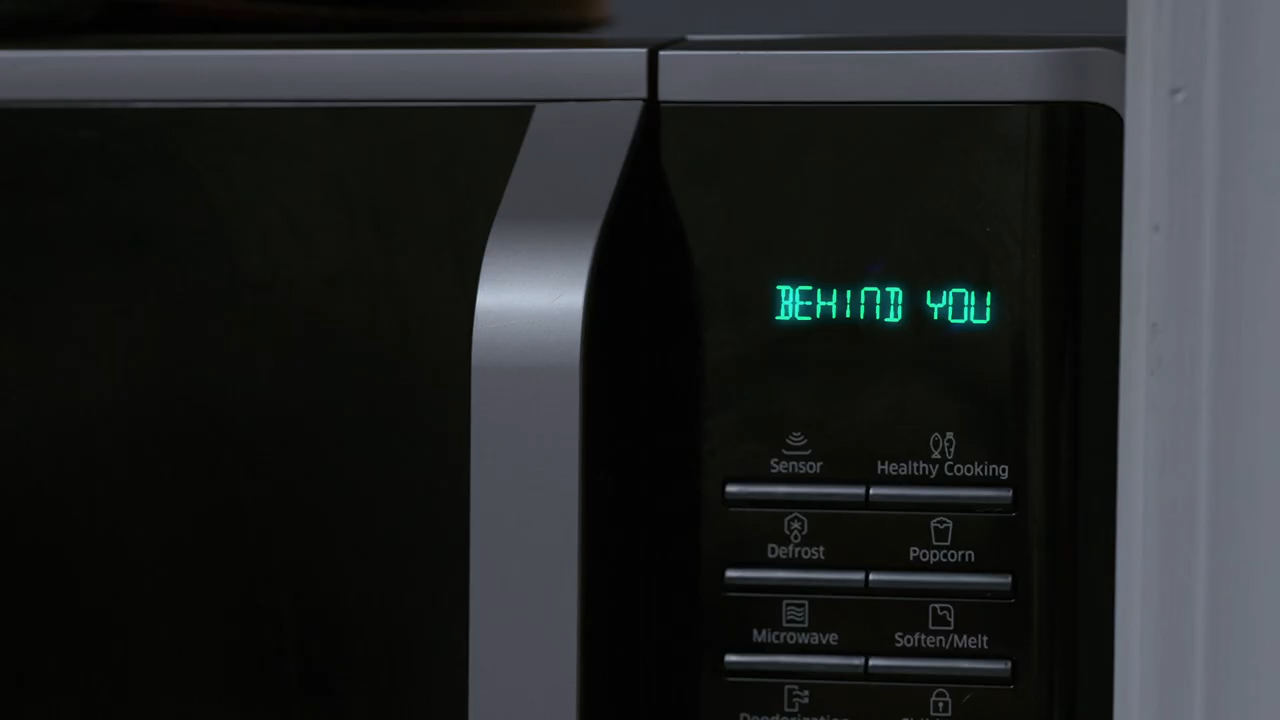 BEHIND YOU
Sensor
Healthy Cooking
Defrost
Popcorn
Microwave
Soften/Melt